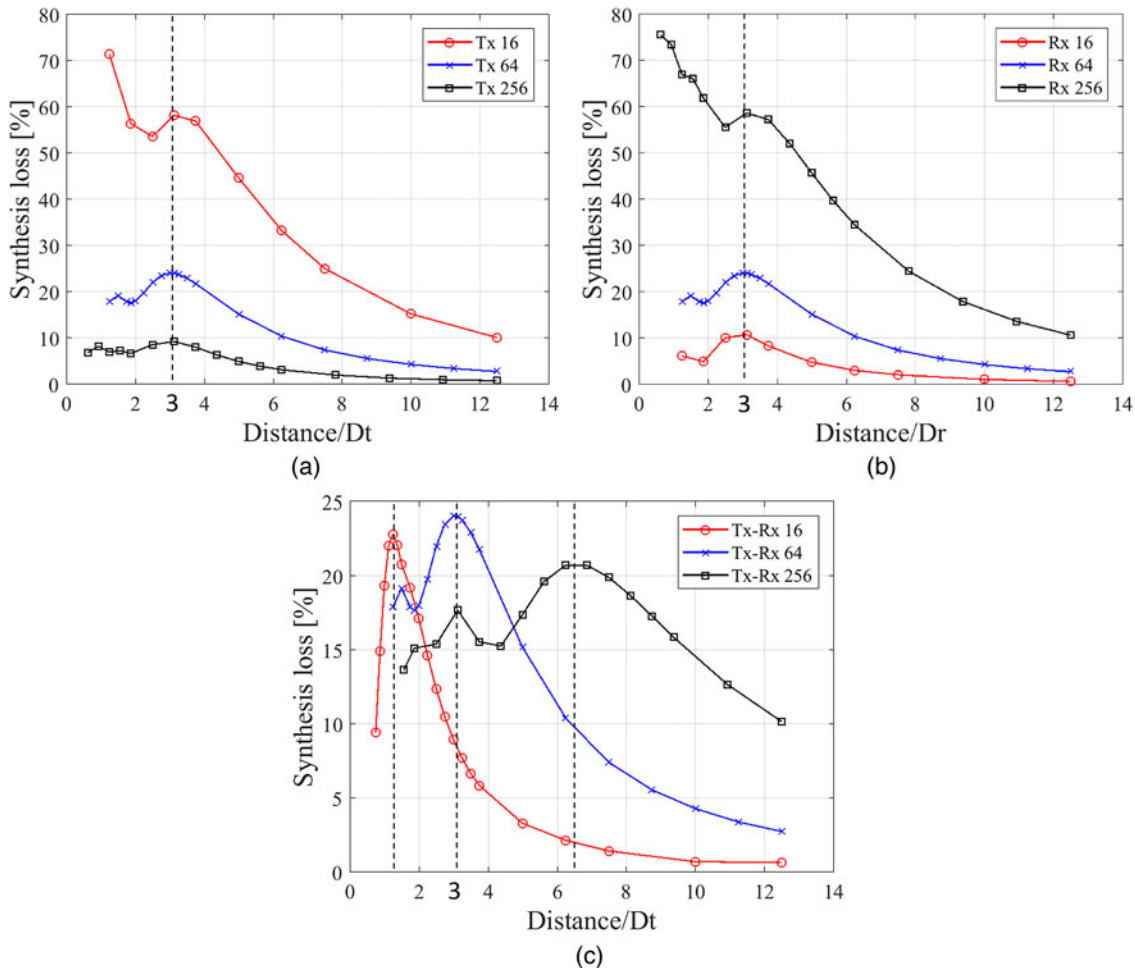 80
70
60
50
40
30
20
10
0
Synthesis loss [%]
Tx 16
Tx 64
Tx 256
0 2 3 4 6 8 10 12 14
Distance/Dt
(a)
80
70
60
50
40
30
20
10
0
Synthesis loss [%]
Rx 16
Rx 64
Rx 256
0 2 3 4 6 8 10 12 14
Distance/Dr
(b)
25
20
15
10
5
0
Synthesis loss [%]
Tx-Rx 16
Tx-Rx 64
Tx-Rx 256
0 2 3 4 6 8 10 12 14
Distance/Dt
(c)